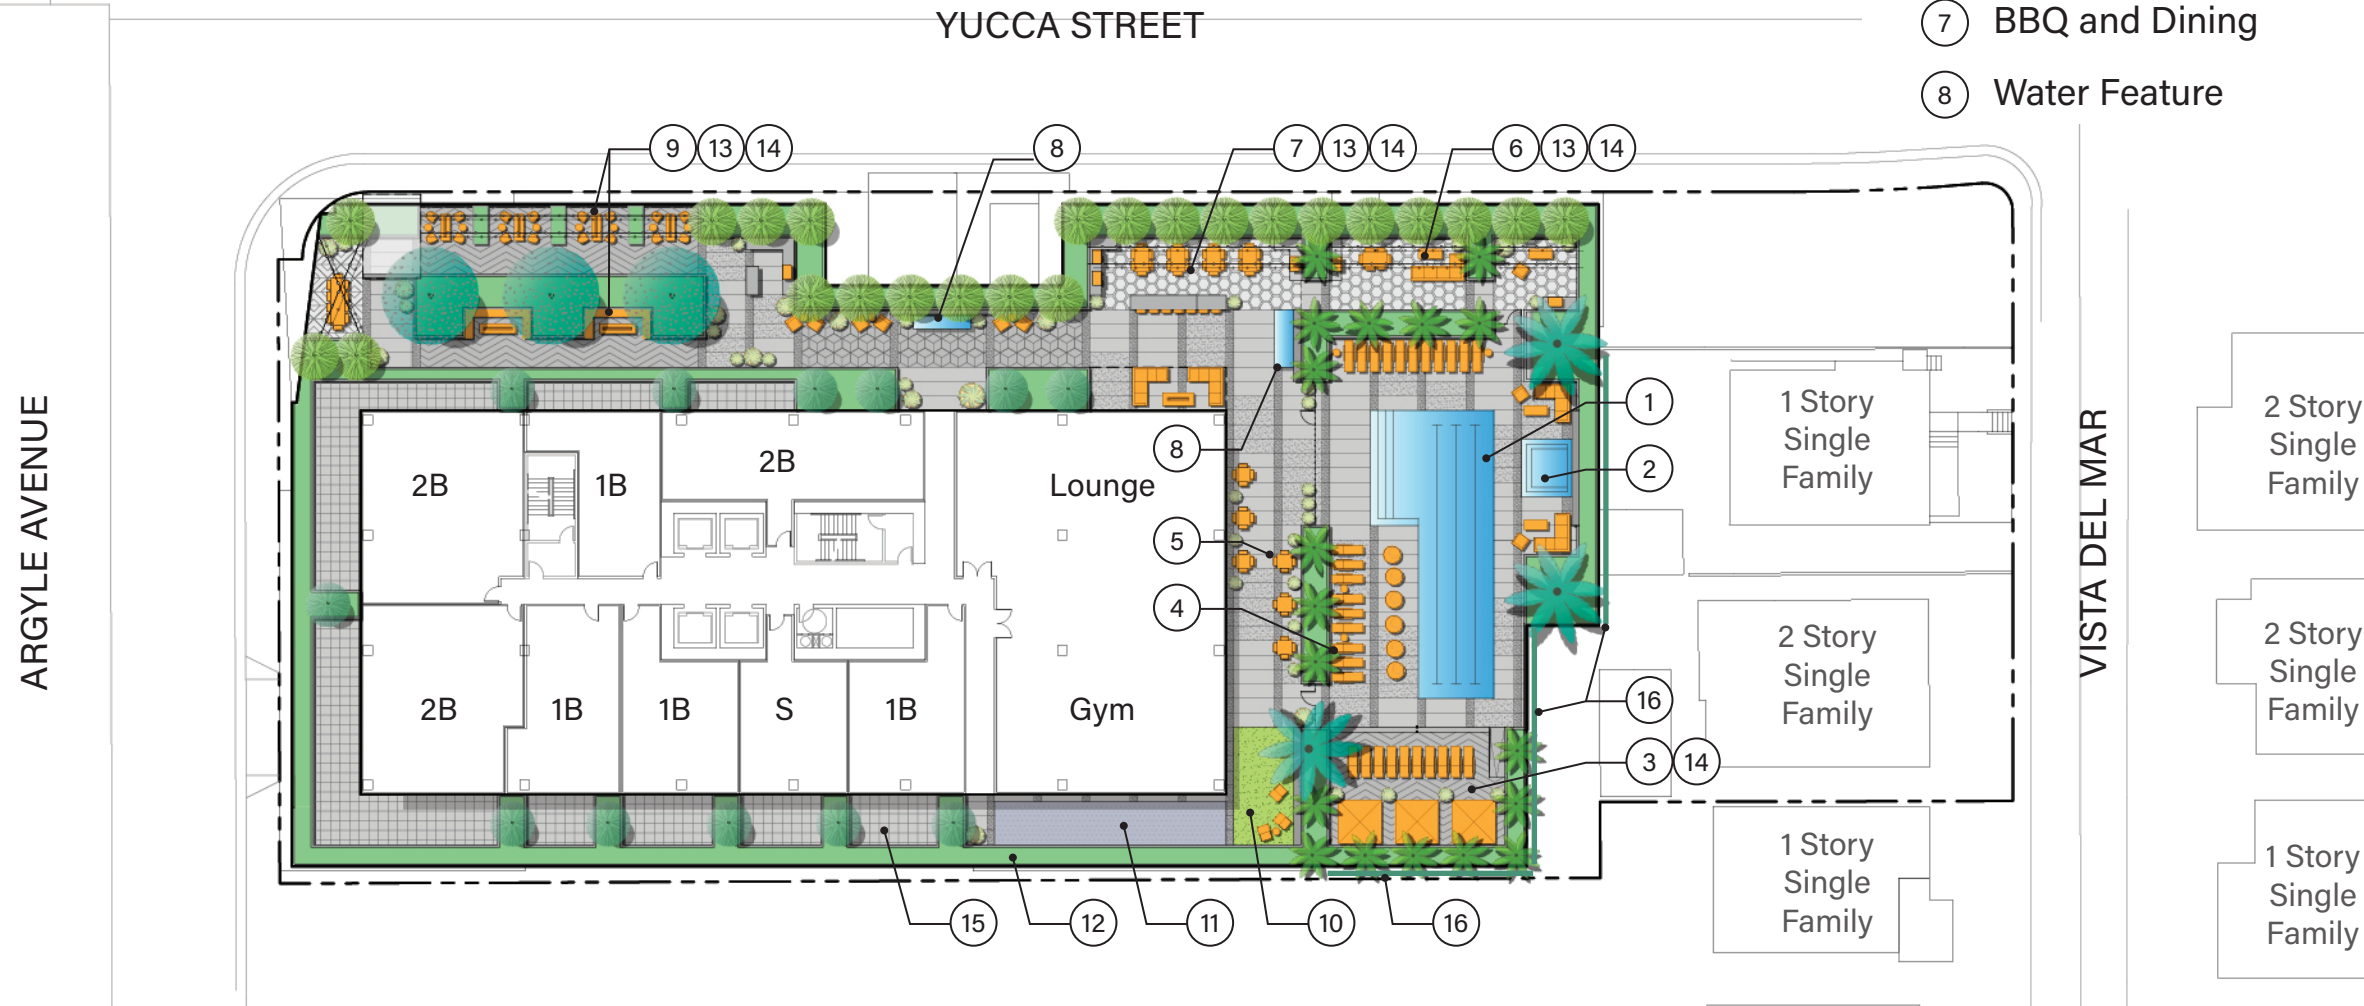 YUCCA STREET
7 BBQ and Dining
8 Water Feature
9 13 14
8
7 13 14
6 13 14
ARGYLE AVENUE
2B
1B
2B
Lounge
8
1
2
5
4
2B
1B
1B
S
1B
Gym
16
3 14
15
12
11
10
16
1 Story
Single
Family
2 Story
Single
Family
1 Story
Single
Family
VISTA DEL MAR
2 Story
Single
Family
2 Story
Single
Family
1 Story
Single
Family